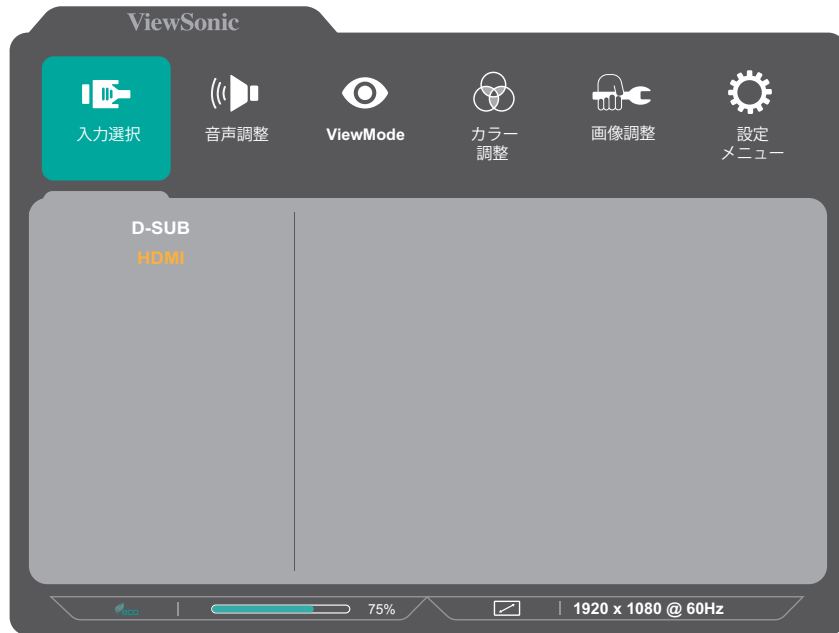 ViewSonic
入力選択
音声調整
ViewMode
カラー
調整
画像調整
設定
メニュー
D-SUB
HDMI
eco
75%
1920 x 1080 @ 60Hz